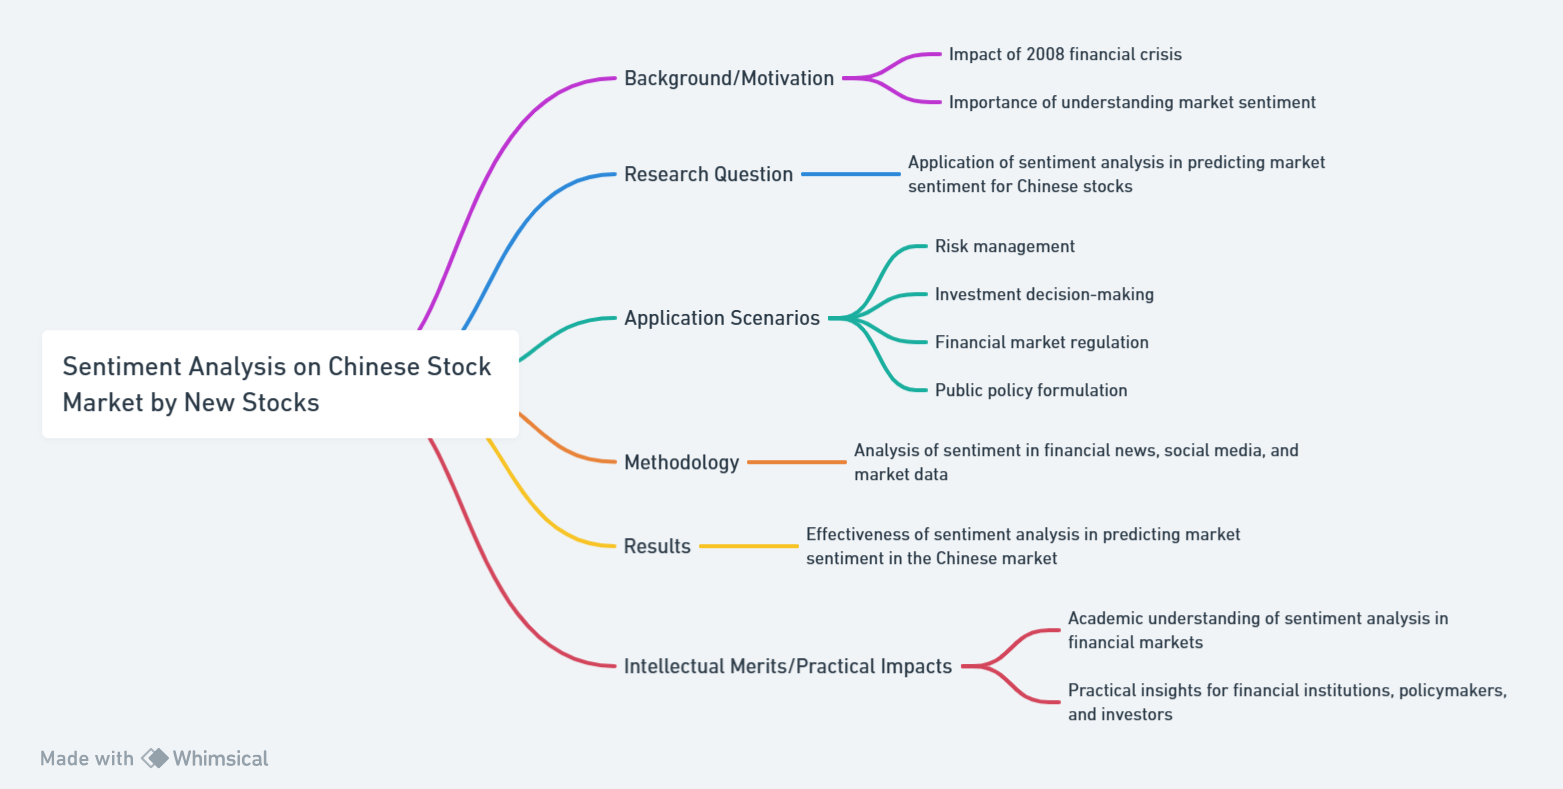 Impact of 2008 financial crisis
Background/Motivation
Importance of understanding market sentiment
Application of sentiment analysis in predicting market
Research Question
sentiment for Chinese stocks
Risk management
Investment decision-making
Application Scenarios
Financial market regulation
Sentiment Analysis on Chinese Stock
Market by New Stocks
Public policy formulation
Analysis of sentiment in financial news, social media, and
Methodology
market data
Effectiveness of sentiment analysis in predicting market
Results
sentiment in the Chinese market
Academic understanding of sentiment analysis in
financial markets
Intellectual Merits/Practical Impacts
Practical insights for financial institutions, policymakers,
and investors
Made with Whimsical